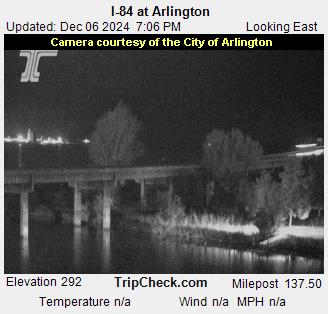 I-84 at Arlington
Updated: Dec 06 2024 7:06 PM Looking East
Camera courtesy of the City of Arlington
Elevation 292 TripCheck.com Milepost 137.50
Temperature n/a Wind n/a MPH n/a